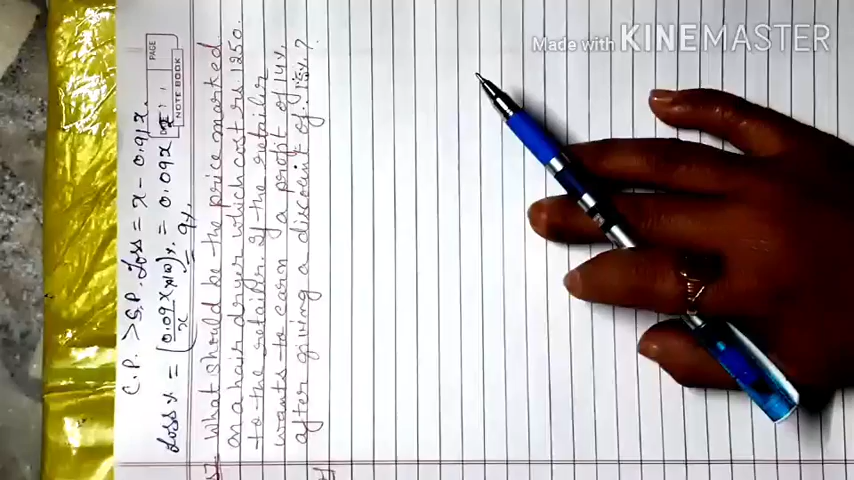 C.P. > S.P. Loss = x - 0.91x
= 0.09x
Loss % = (0.09x × 100)%
x
9%
PAGE
NOTE BOOK
What should be the price marked
on a hair dryer which cost rs. 1250
to the retailer. If the retailer
wants to earn a profit of 14%,
after giving a discount of %?
Made with KINEMASTER